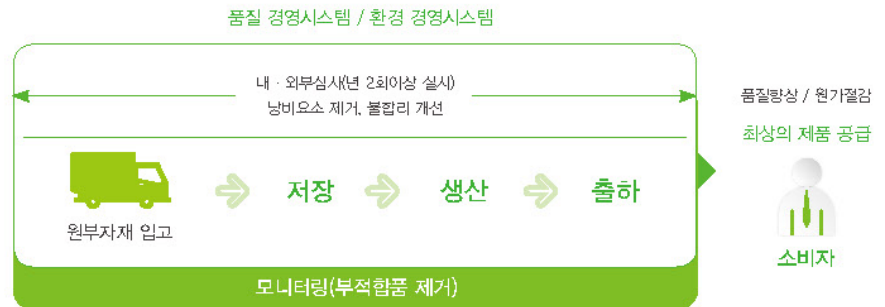 품질 경영시스템 / 환경 경영시스템
내 · 외부심사(년 2회이상 실시)
낭비요소 제거, 불합리 개선
원부자재 입고
저장
생산
출하
모니터링(부적합품 제거)
품질향상 / 원가절감
최상의 제품 공급
소비자